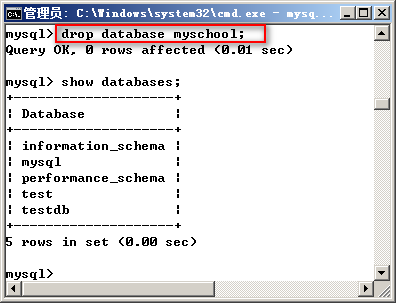 管理员: C:\Windows\system32\cmd.exe - mysq...
mysql> drop database myschool;
Query OK, 0 rows affected (0.01 sec)
mysql> show databases;
+--------------------+
¦ Database           ¦
+--------------------+
¦ information_schema ¦
¦ mysql              ¦
¦ performance_schema ¦
¦ test               ¦
¦ testdb             ¦
+--------------------+
5 rows in set (0.00 sec)
mysql>